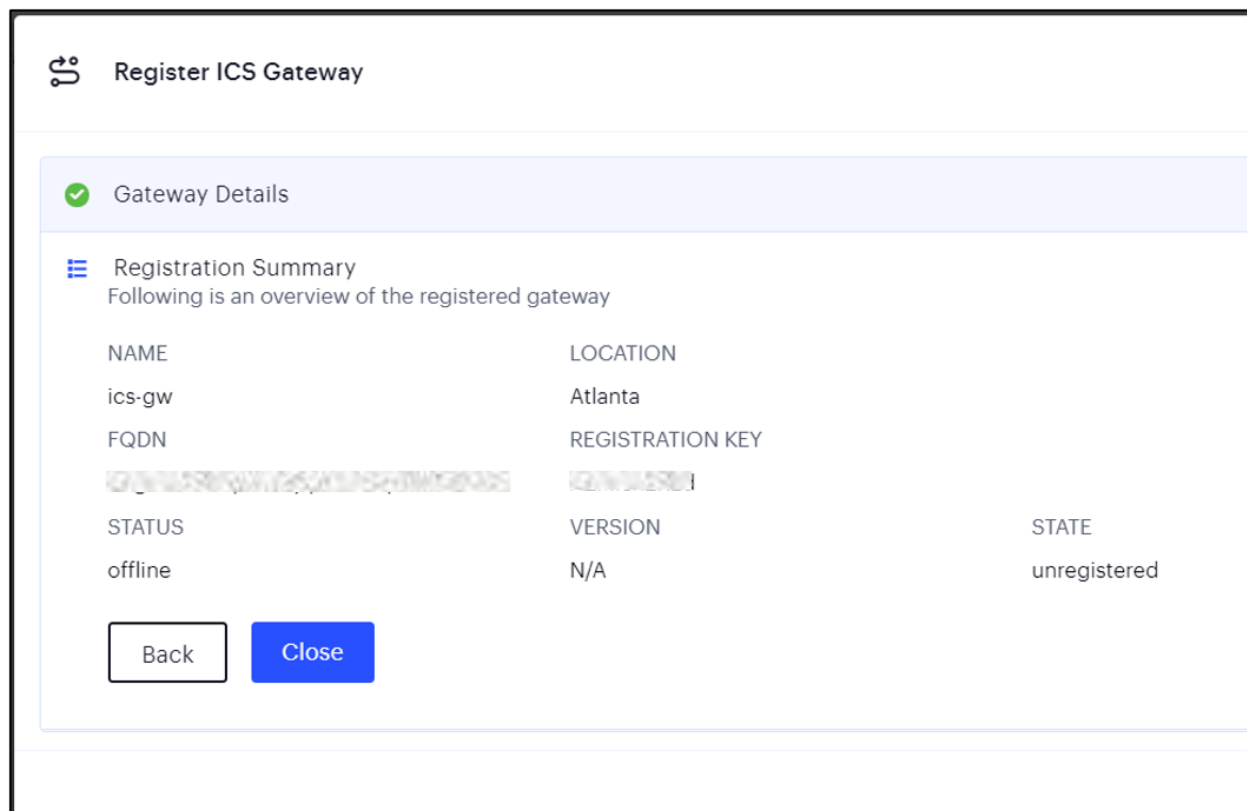 Register ICS Gateway
Gateway Details
Registration Summary
Following is an overview of the registered gateway
NAME LOCATION
ics-gw Atlanta
FQDN REGISTRATION KEY
STATUS VERSION STATE
offline N/A unregistered
Back Close